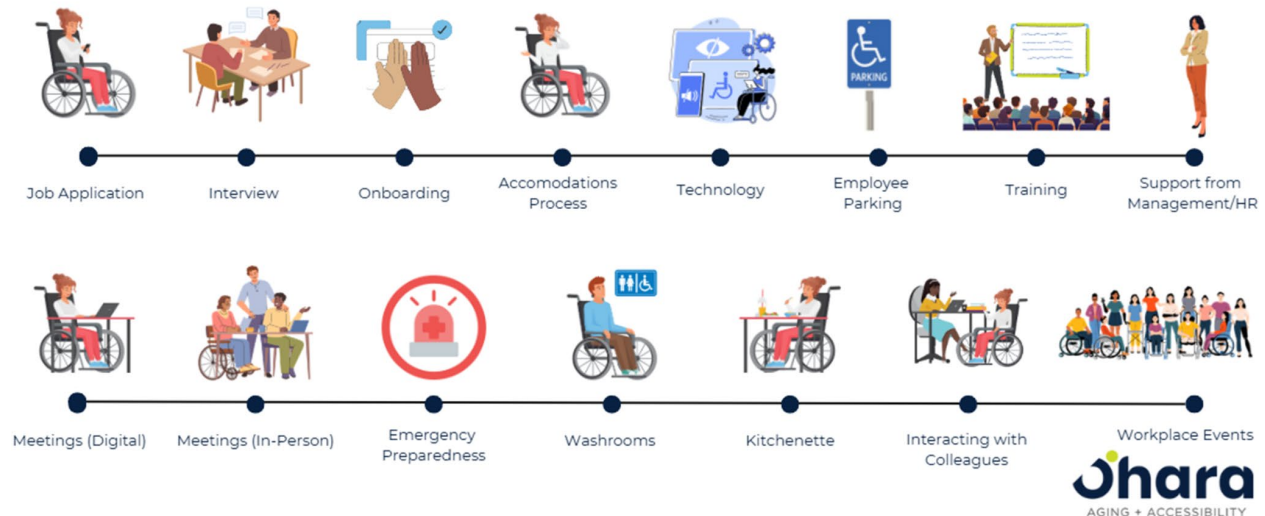 PARKING
Job Application
Interview
Onboarding
Accomodations
Process
Technology
Employee
Parking
Training
Support from
Management/HR
Meetings (Digital)
Meetings (In-Person)
Emergency
Preparedness
Washrooms
Kitchenette
Interacting with
Colleagues
Workplace Events
Ohara
AGING + ACCESSIBILITY